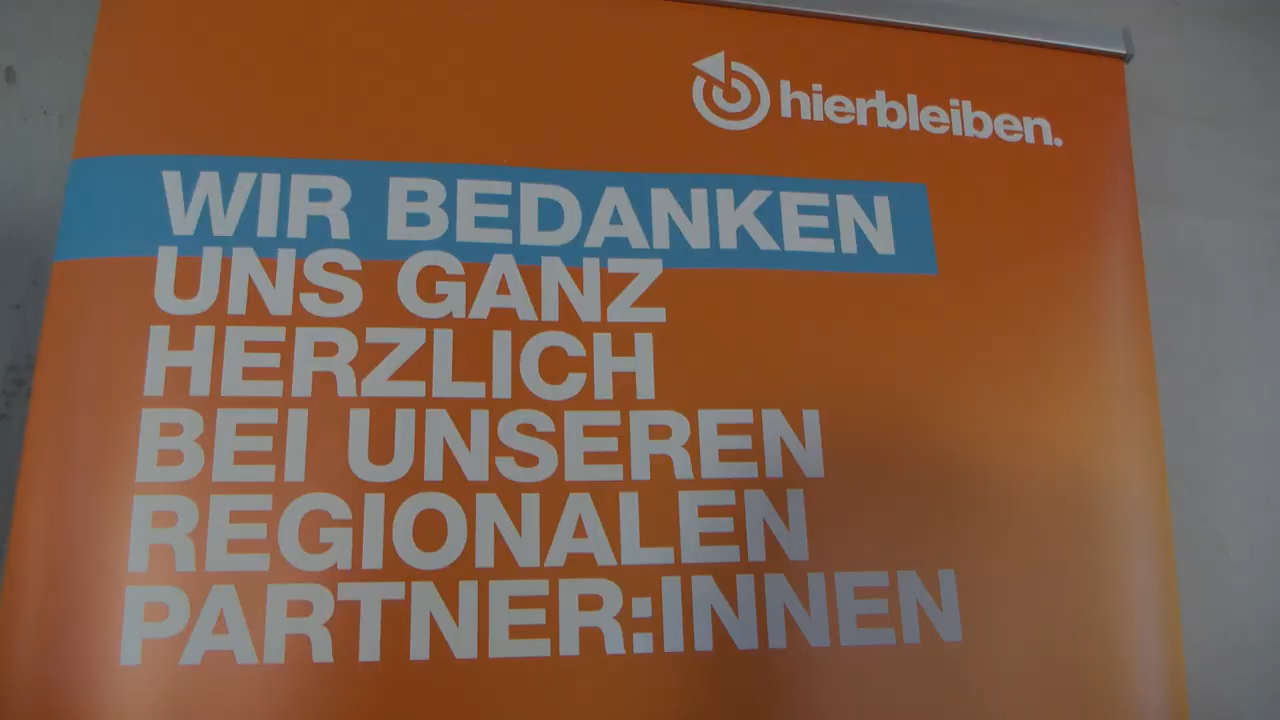 hierbleiben.
WIR BEDANKEN
UNS GANZ
HERZLICH
BEI UNSEREN
REGIONALEN
PARTNER:INNEN